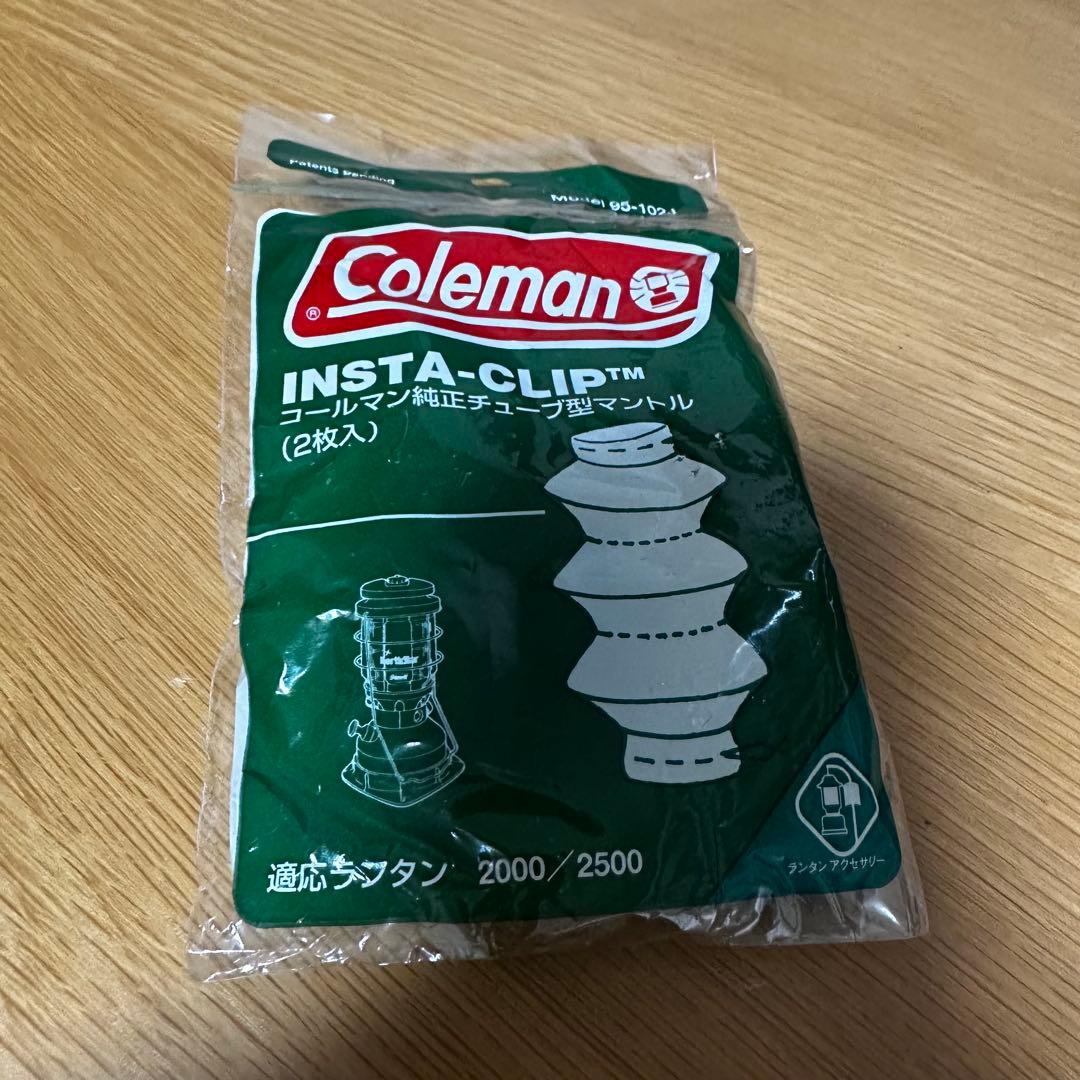 Patents Pending
Model 95-102J
Coleman
®
INSTA-CLIP™
コールマン純正チューブ型マントル
(2枚入)
NorthStar
適応ランタン 2000/2500
ランタン アクセサリー